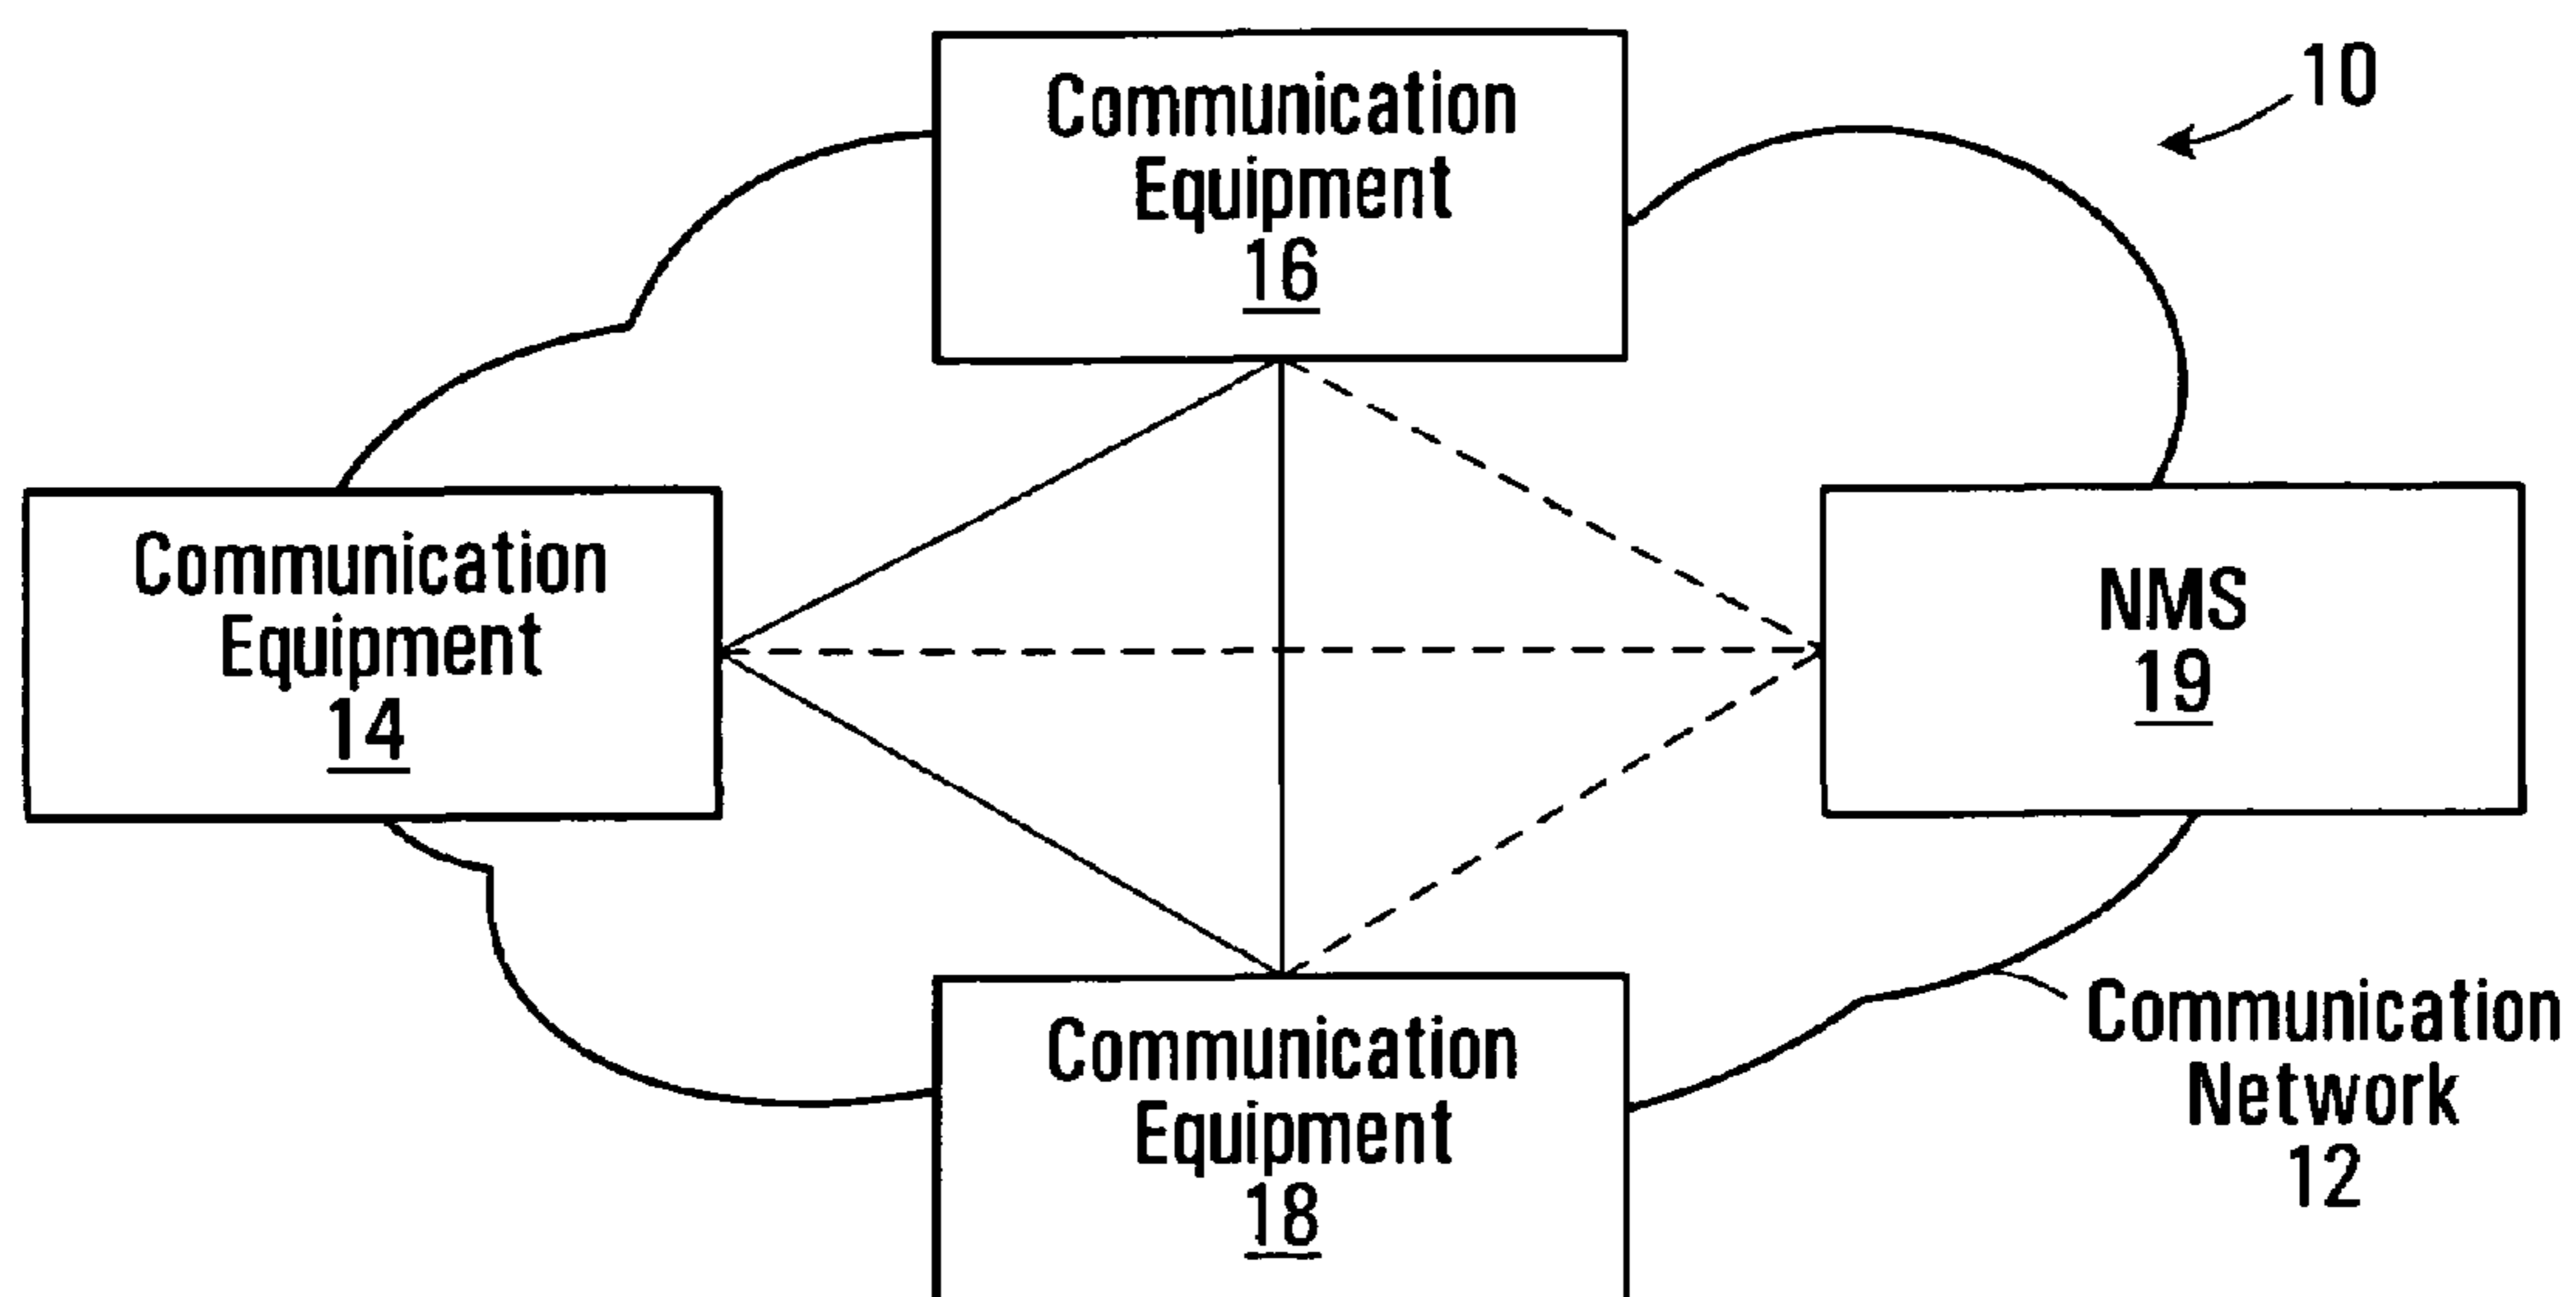 10
Communication
Equipment
16
Communication
Equipment
14
NMS
19
Communication
Equipment
18
Communication
Network
12